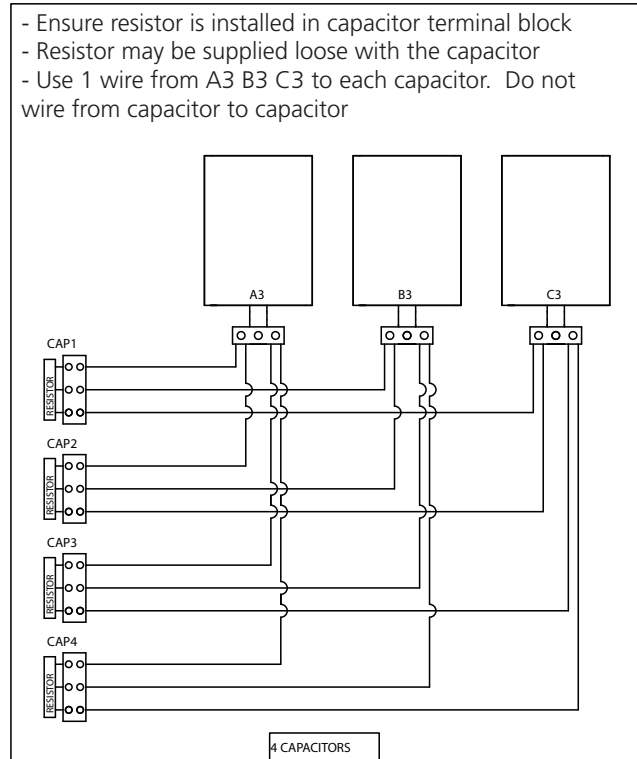 - Ensure resistor is installed in capacitor terminal block
- Resistor may be supplied loose with the capacitor
- Use 1 wire from A3 B3 C3 to each capacitor.  Do not
wire from capacitor to capacitor
A3
B3
C3
CAP1
RESISTOR
CAP2
RESISTOR
CAP3
RESISTOR
CAP4
RESISTOR
4 CAPACITORS